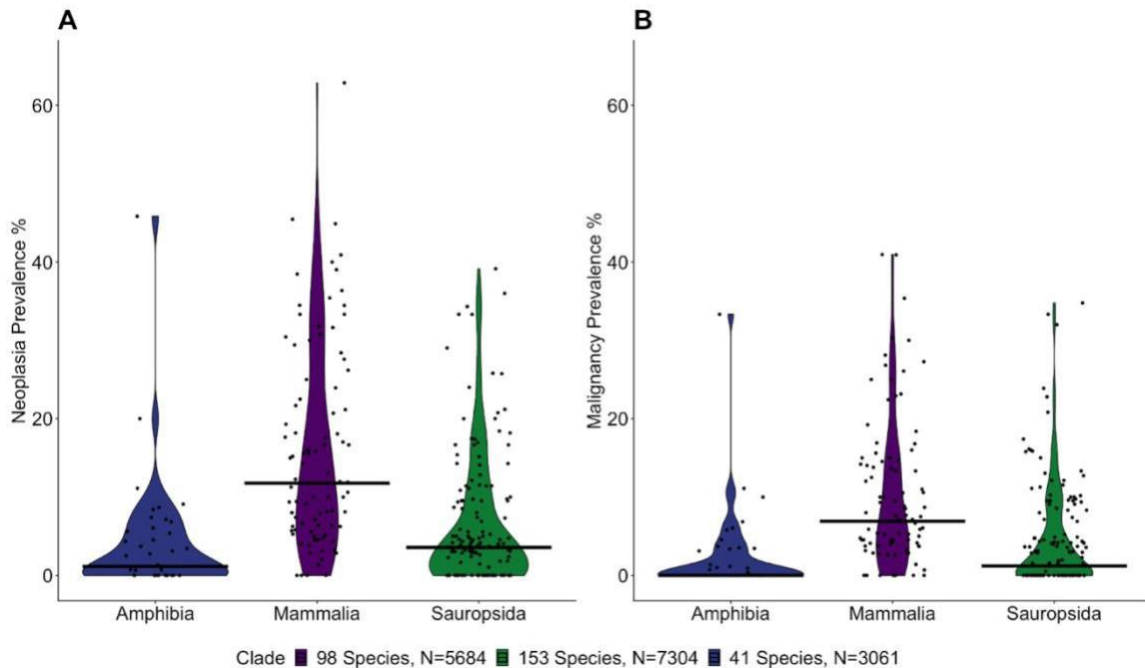 A
B
Neoplasia Prevalence %
60
40
20
0
Amphibia Mammalia Sauropsida
Malignancy Prevalence %
60
40
20
0
Amphibia Mammalia Sauropsida
Clade 98 Species, N=5684 153 Species, N=7304 41 Species, N=3061